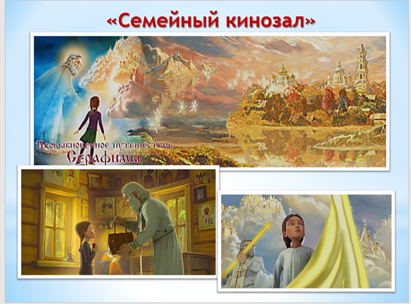 «Семейный кинозал»
Необыкновенное путешествие
Серафимы